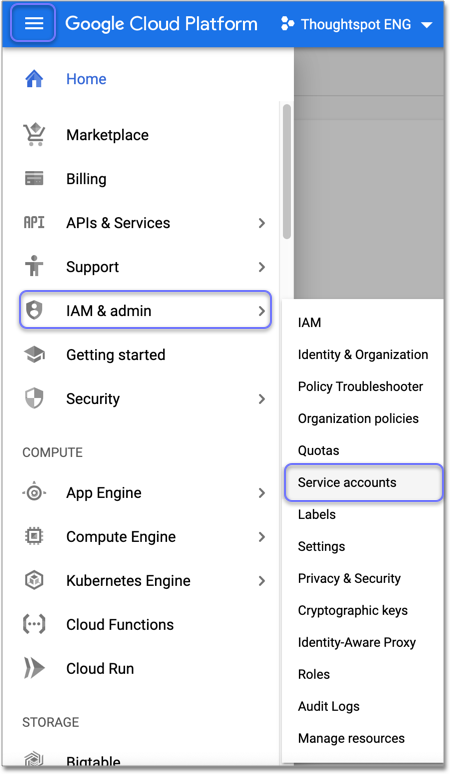 Google Cloud Platform
Thoughtspot ENG
Home
Marketplace
Billing
API
APIs & Services
Support
IAM & admin
Getting started
Security
COMPUTE
App Engine
Compute Engine
Kubernetes Engine
Cloud Functions
Cloud Run
STORAGE
Bigtable
IAM
Identity & Organization
Policy Troubleshooter
Organization policies
Quotas
Service accounts
Labels
Settings
Privacy & Security
Cryptographic keys
Identity-Aware Proxy
Roles
Audit Logs
Manage resources